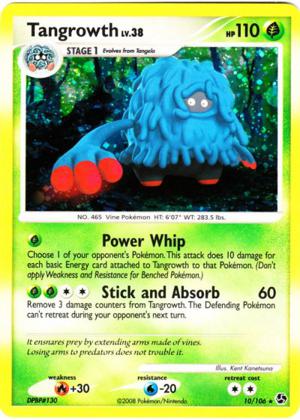 Tangrowth LV.38 HP 110
STAGE 1 Evolves from Tangela
NO. 465 Vine Pokémon HT: 6'07" WT: 283.5 lbs.
Power Whip
Choose 1 of your opponent's Pokémon. This attack does 10 damage for
each basic Energy card attached to Tangrowth to that Pokémon. (Don't
apply Weakness and Resistance for Benched Pokémon.)
Stick and Absorb 60
Remove 3 damage counters from Tangrowth. The Defending Pokémon
can't retreat during your opponent's next turn.
Illus. Kent Kanetsuna
It ensnares prey by extending arms made of vines.
Losing arms to predators does not trouble it.
weakness resistance retreat cost
+30 -20
DPBP#130 ©2008 Pokémon/Nintendo 10/106